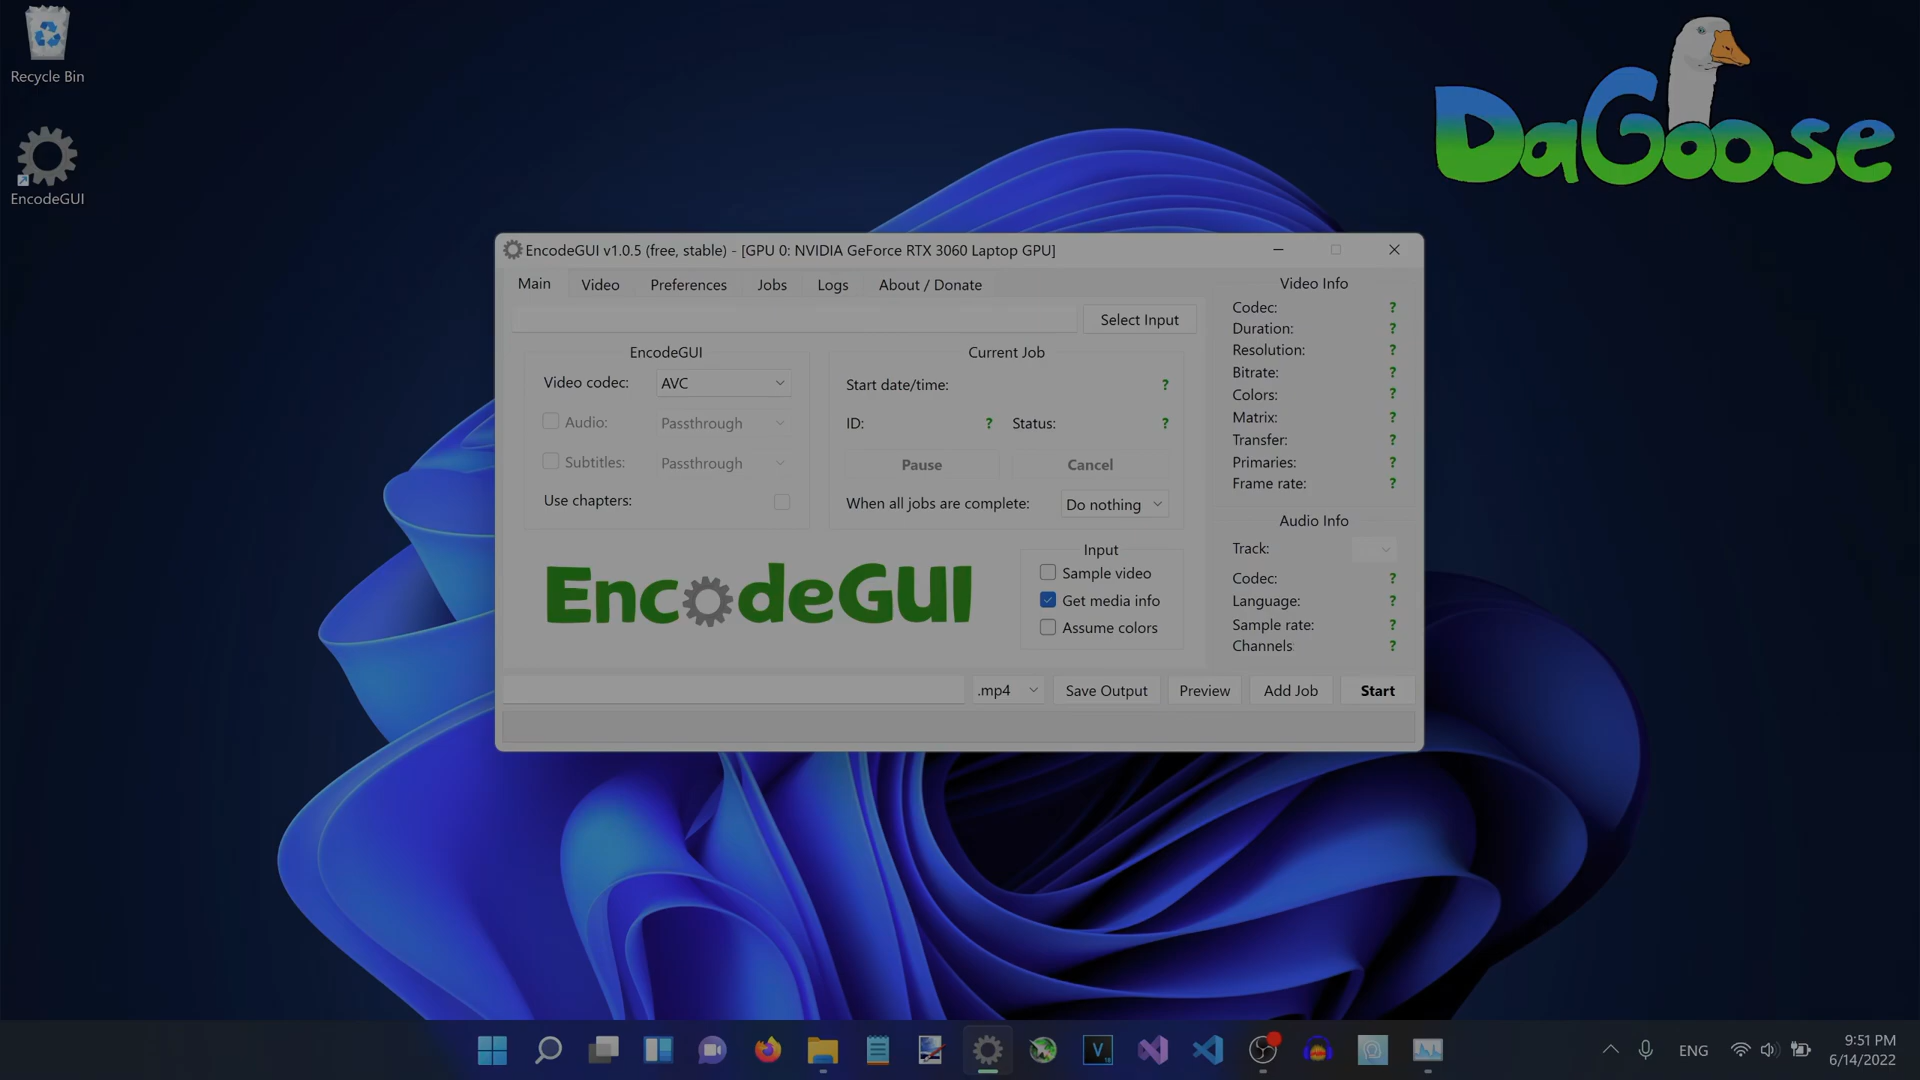 Recycle Bin
EncodeGUI
DaGoose
EncodeGUI v1.0.5 (free, stable) - [GPU 0: NVIDIA GeForce RTX 3060 Laptop GPU]
Main Video Preferences Jobs Logs About / Donate
Select Input
EncodeGUI
Video codec: AVC
Audio: Passthrough
Subtitles: Passthrough
Use chapters:
Current Job
Start date/time: ?
ID: ? Status: ?
Pause Cancel
When all jobs are complete: Do nothing
EncodeGUI
Input
Sample video
Get media info
Assume colors
Video Info
Codec: ?
Duration: ?
Resolution: ?
Bitrate: ?
Colors: ?
Matrix: ?
Transfer: ?
Primaries: ?
Frame rate: ?
Audio Info
Track:
Codec: ?
Language: ?
Sample rate: ?
Channels ?
.mp4 Save Output Preview Add Job Start
V
ENG
9:51 PM
6/14/2022